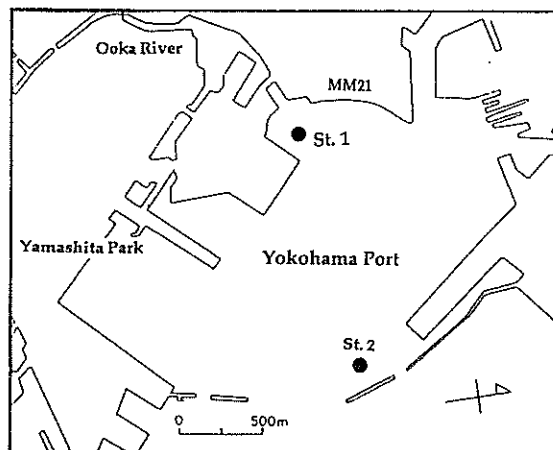 Ooka River
MM21
St. 1
Yamashita Park
Yokohama Port
St. 2
0 500m